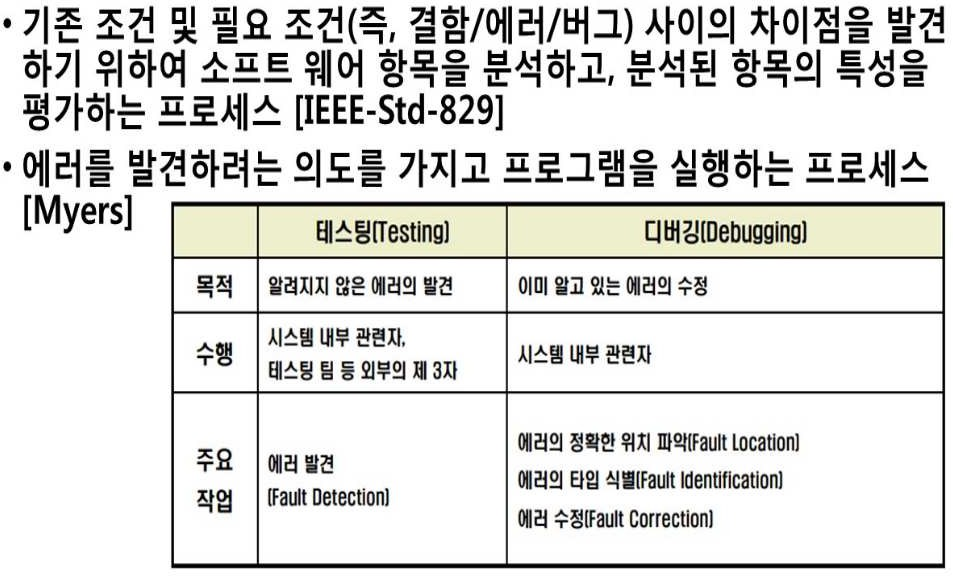 • 기존 조건 및 필요 조건(즉, 결함/에러/버그) 사이의 차이점을 발견
하기 위하여 소프트 웨어 항목을 분석하고, 분석된 항목의 특성을
평가하는 프로세스 [IEEE-Std-829]
• 에러를 발견하려는 의도를 가지고 프로그램을 실행하는 프로세스
[Myers]
테스팅(Testing) 디버깅(Debugging)
목적 알려지지 않은 에러의 발견 이미 알고 있는 에러의 수정
수행 시스템 내부 관련자,
테스팅 팀 등 외부의 제 3자 시스템 내부 관련자
주요
작업
에러 발견
(Fault Detection)
에러의 정확한 위치 파악(Fault Location)
에러의 타입 식별(Fault Identification)
에러 수정(Fault Correction)